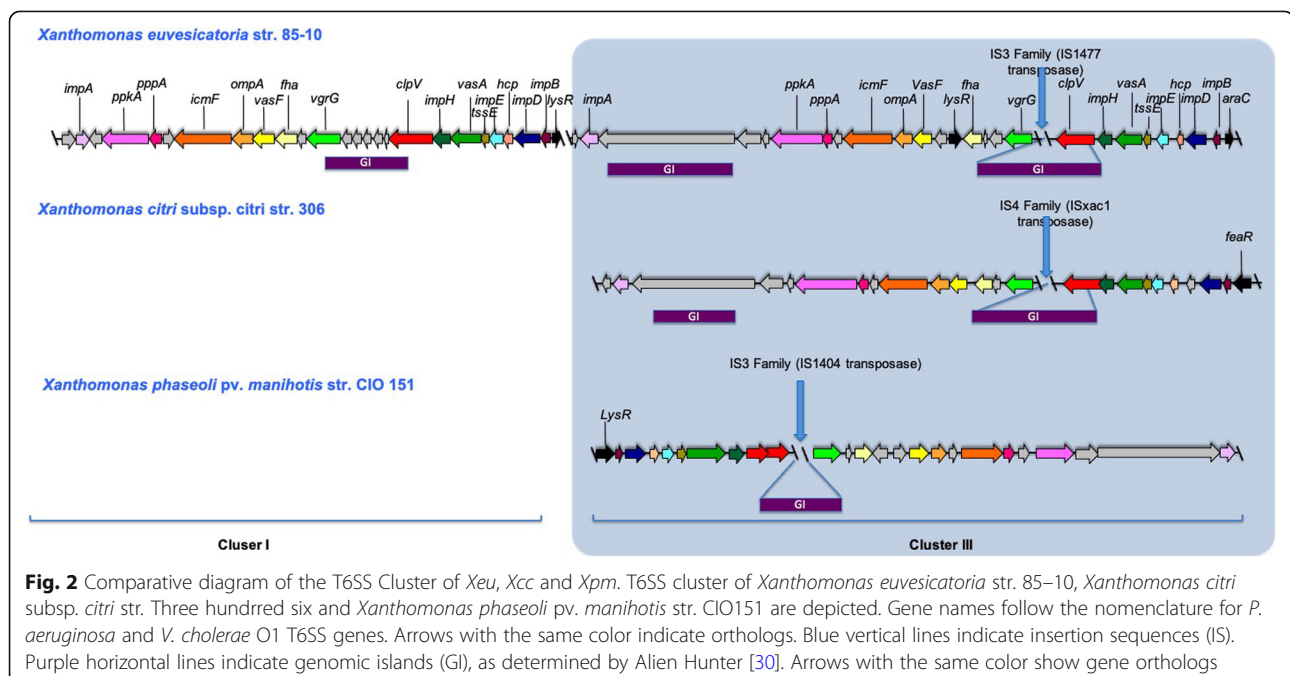 Xanthomonas euvesicatoria str. 85-10
IS3 Family (IS1477
transposase)
impA
ppkA
pppA
icmF
ompA
vasF
fha
vgrG
clpV
impH
vasA
tssE
impE
hcp
impD
impB
lysR
impA
ppkA
pppA
icmF
ompA
VasF
lysR
fha
vgrG
clpV
impH
vasA
tssE
impE
hcp
impD
impB
araC
GI
GI
GI
Xanthomonas citri subsp. citri str. 306
IS4 Family (ISxac1
transposase)
feaR
GI
GI
IS3 Family (IS1404 transposase)
Xanthomonas phaseoli pv. manihotis str. CIO 151
LysR
GI
Cluser I
Cluster III
Fig. 2 Comparative diagram of the T6SS Cluster of Xeu, Xcc and Xpm. T6SS cluster of Xanthomonas euvesicatoria str. 85–10, Xanthomonas citri
subsp. citri str. Three hundrred six and Xanthomonas phaseoli pv. manihotis str. CIO151 are depicted. Gene names follow the nomenclature for P.
aeruginosa and V. cholerae O1 T6SS genes. Arrows with the same color indicate orthologs. Blue vertical lines indicate insertion sequences (IS).
Purple horizontal lines indicate genomic islands (GI), as determined by Alien Hunter [30]. Arrows with the same color show gene orthologs